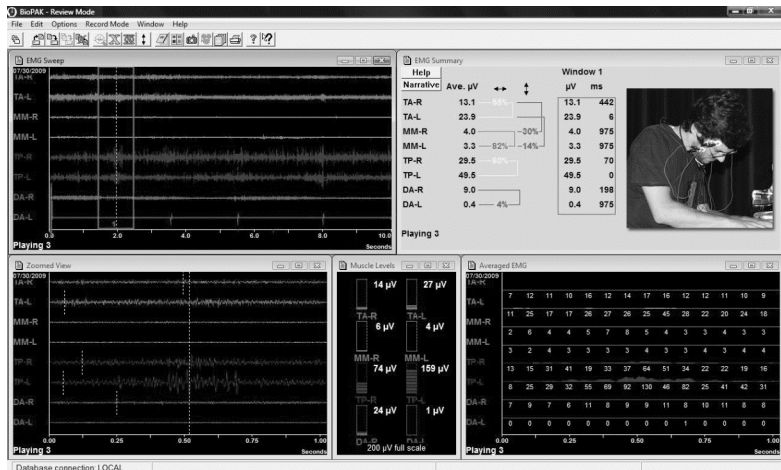 BioPAK - Review Mode
File Edit Options Record Mode Window Help
EMG Sweep
07/30/2009
TA-R
TA-L
MM-R
MM-L
TP-R
TP-L
DA-R
DA-L
0.0 2.0 4.0 6.0 8.0 10.0
Playing 3 Seconds
EMG Summary
Help Window 1
Narrative Ave. µV µV ms
TA-R 13.1 55% 13.1 442
TA-L 23.9 23.9 6
MM-R 4.0 -30% 4.0 975
MM-L 3.3 82% -14% 3.3 975
TP-R 29.5 60% 29.5 70
TP-L 49.5 49.5 0
DA-R 9.0 9.0 198
DA-L 0.4 4% 0.4 975
Playing 3
Zoomed View
07/30/2009
TA-R
TA-L
MM-R
MM-L
TP-R
TP-L
DA-R
DA-L
0.00 0.25 0.50 0.75 1.00
Playing 3 Seconds
Muscle Levels
14 µV 27 µV
TA-R TA-L
6 µV 4 µV
MM-R MM-L
74 µV 159 µV
TP-R TP-L
24 µV 1 µV
DA-R DA-L
200 µV full scale
Averaged EMG
07/30/2009
TA-R
7 12 11 10 16 12 14 17 16 12 12 11 10 9
TA-L
11 25 17 17 26 27 26 25 45 28 22 20 24 18
MM-R
2 6 4 4 5 7 8 5 4 3 3 4 3 3
MM-L
3 2 4 3 3 3 4 3 3 4 3 4 4
TP-R
13 15 31 41 19 33 37 64 51 34 22 22 19 16
TP-L
8 25 29 32 55 69 92 130 46 82 25 41 42 31
DA-R
7 9 7 6 11 8 9 9 11 8 10 11 8 8
DA-L
0 0 0 0 0 0 0 0 0 1 0 0 0 0
0.00 0.25 0.50 0.75 1.00
Playing 3 Seconds
Database connection: LOCAL